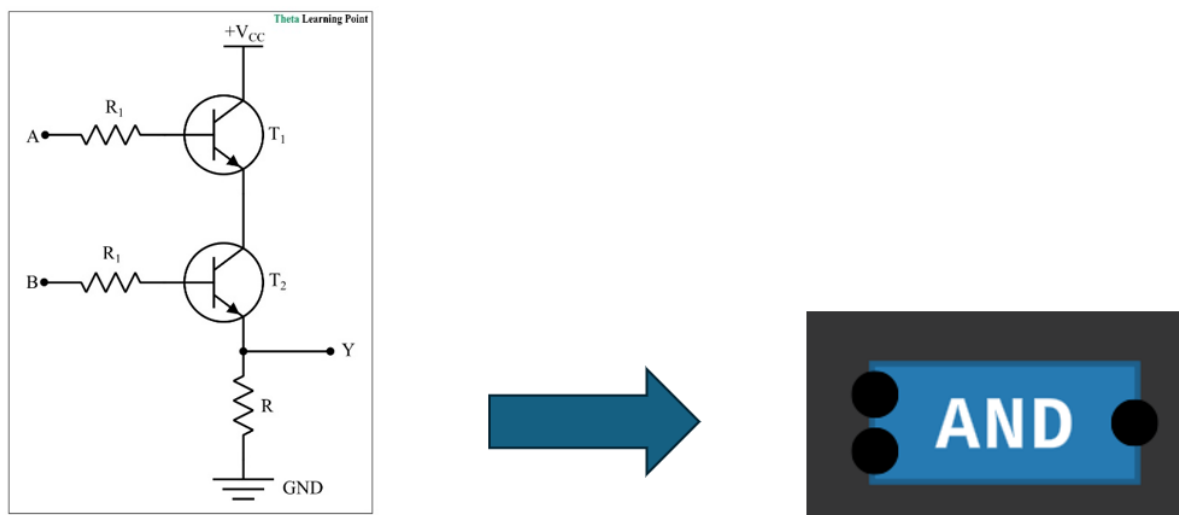 Theta Learning Point
+VCC
R1
A
T1
R1
B
T2
Y
R
GND
AND